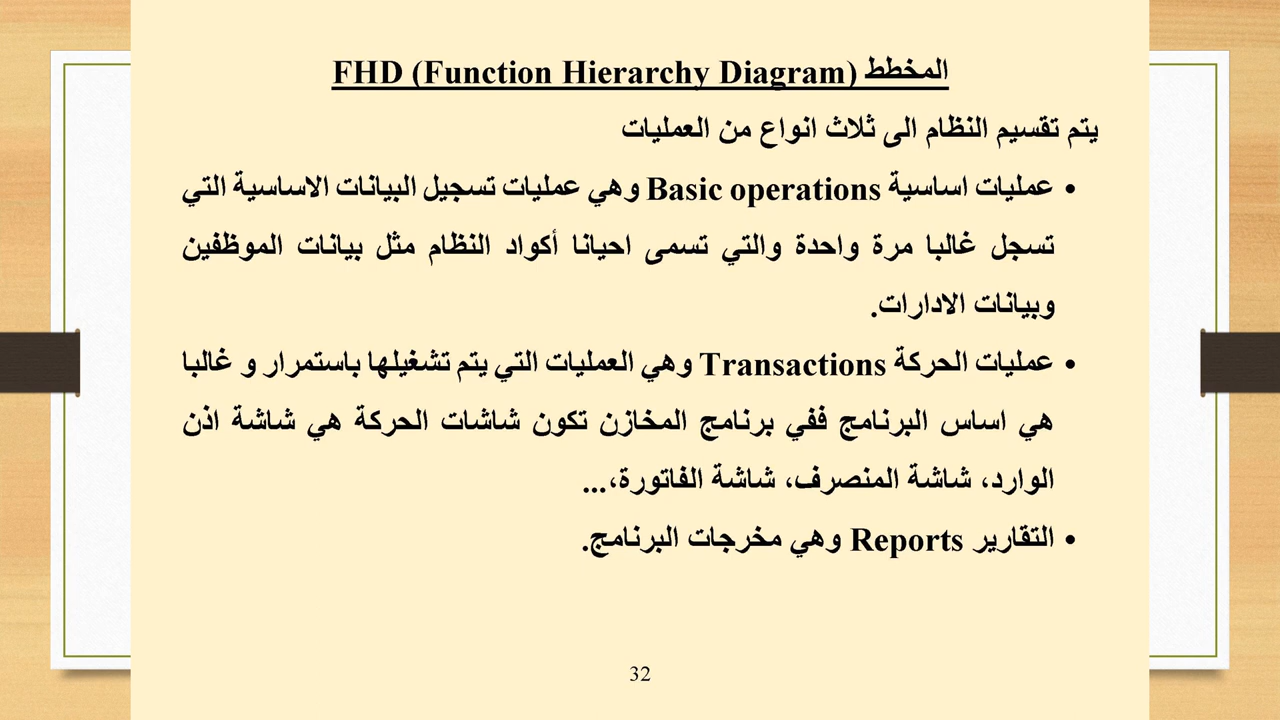 المخطط FHD (Function Hierarchy Diagram)
يتم تقسيم النظام الى ثلاث انواع من العمليات
• عمليات اساسية Basic operations وهي عمليات تسجيل البيانات الاساسية التي
تسجل غالبا مرة واحدة والتي تسمى احيانا أكواد النظام مثل بيانات الموظفين
وبيانات الادارات.
• عمليات الحركة Transactions وهي العمليات التي يتم تشغيلها باستمرار و غالبا
هي اساس البرنامج ففي برنامج المخازن تكون شاشات الحركة هي شاشة اذن
الوارد، شاشة المنصرف، شاشة الفاتورة،...
• التقارير Reports وهي مخرجات البرنامج.
32